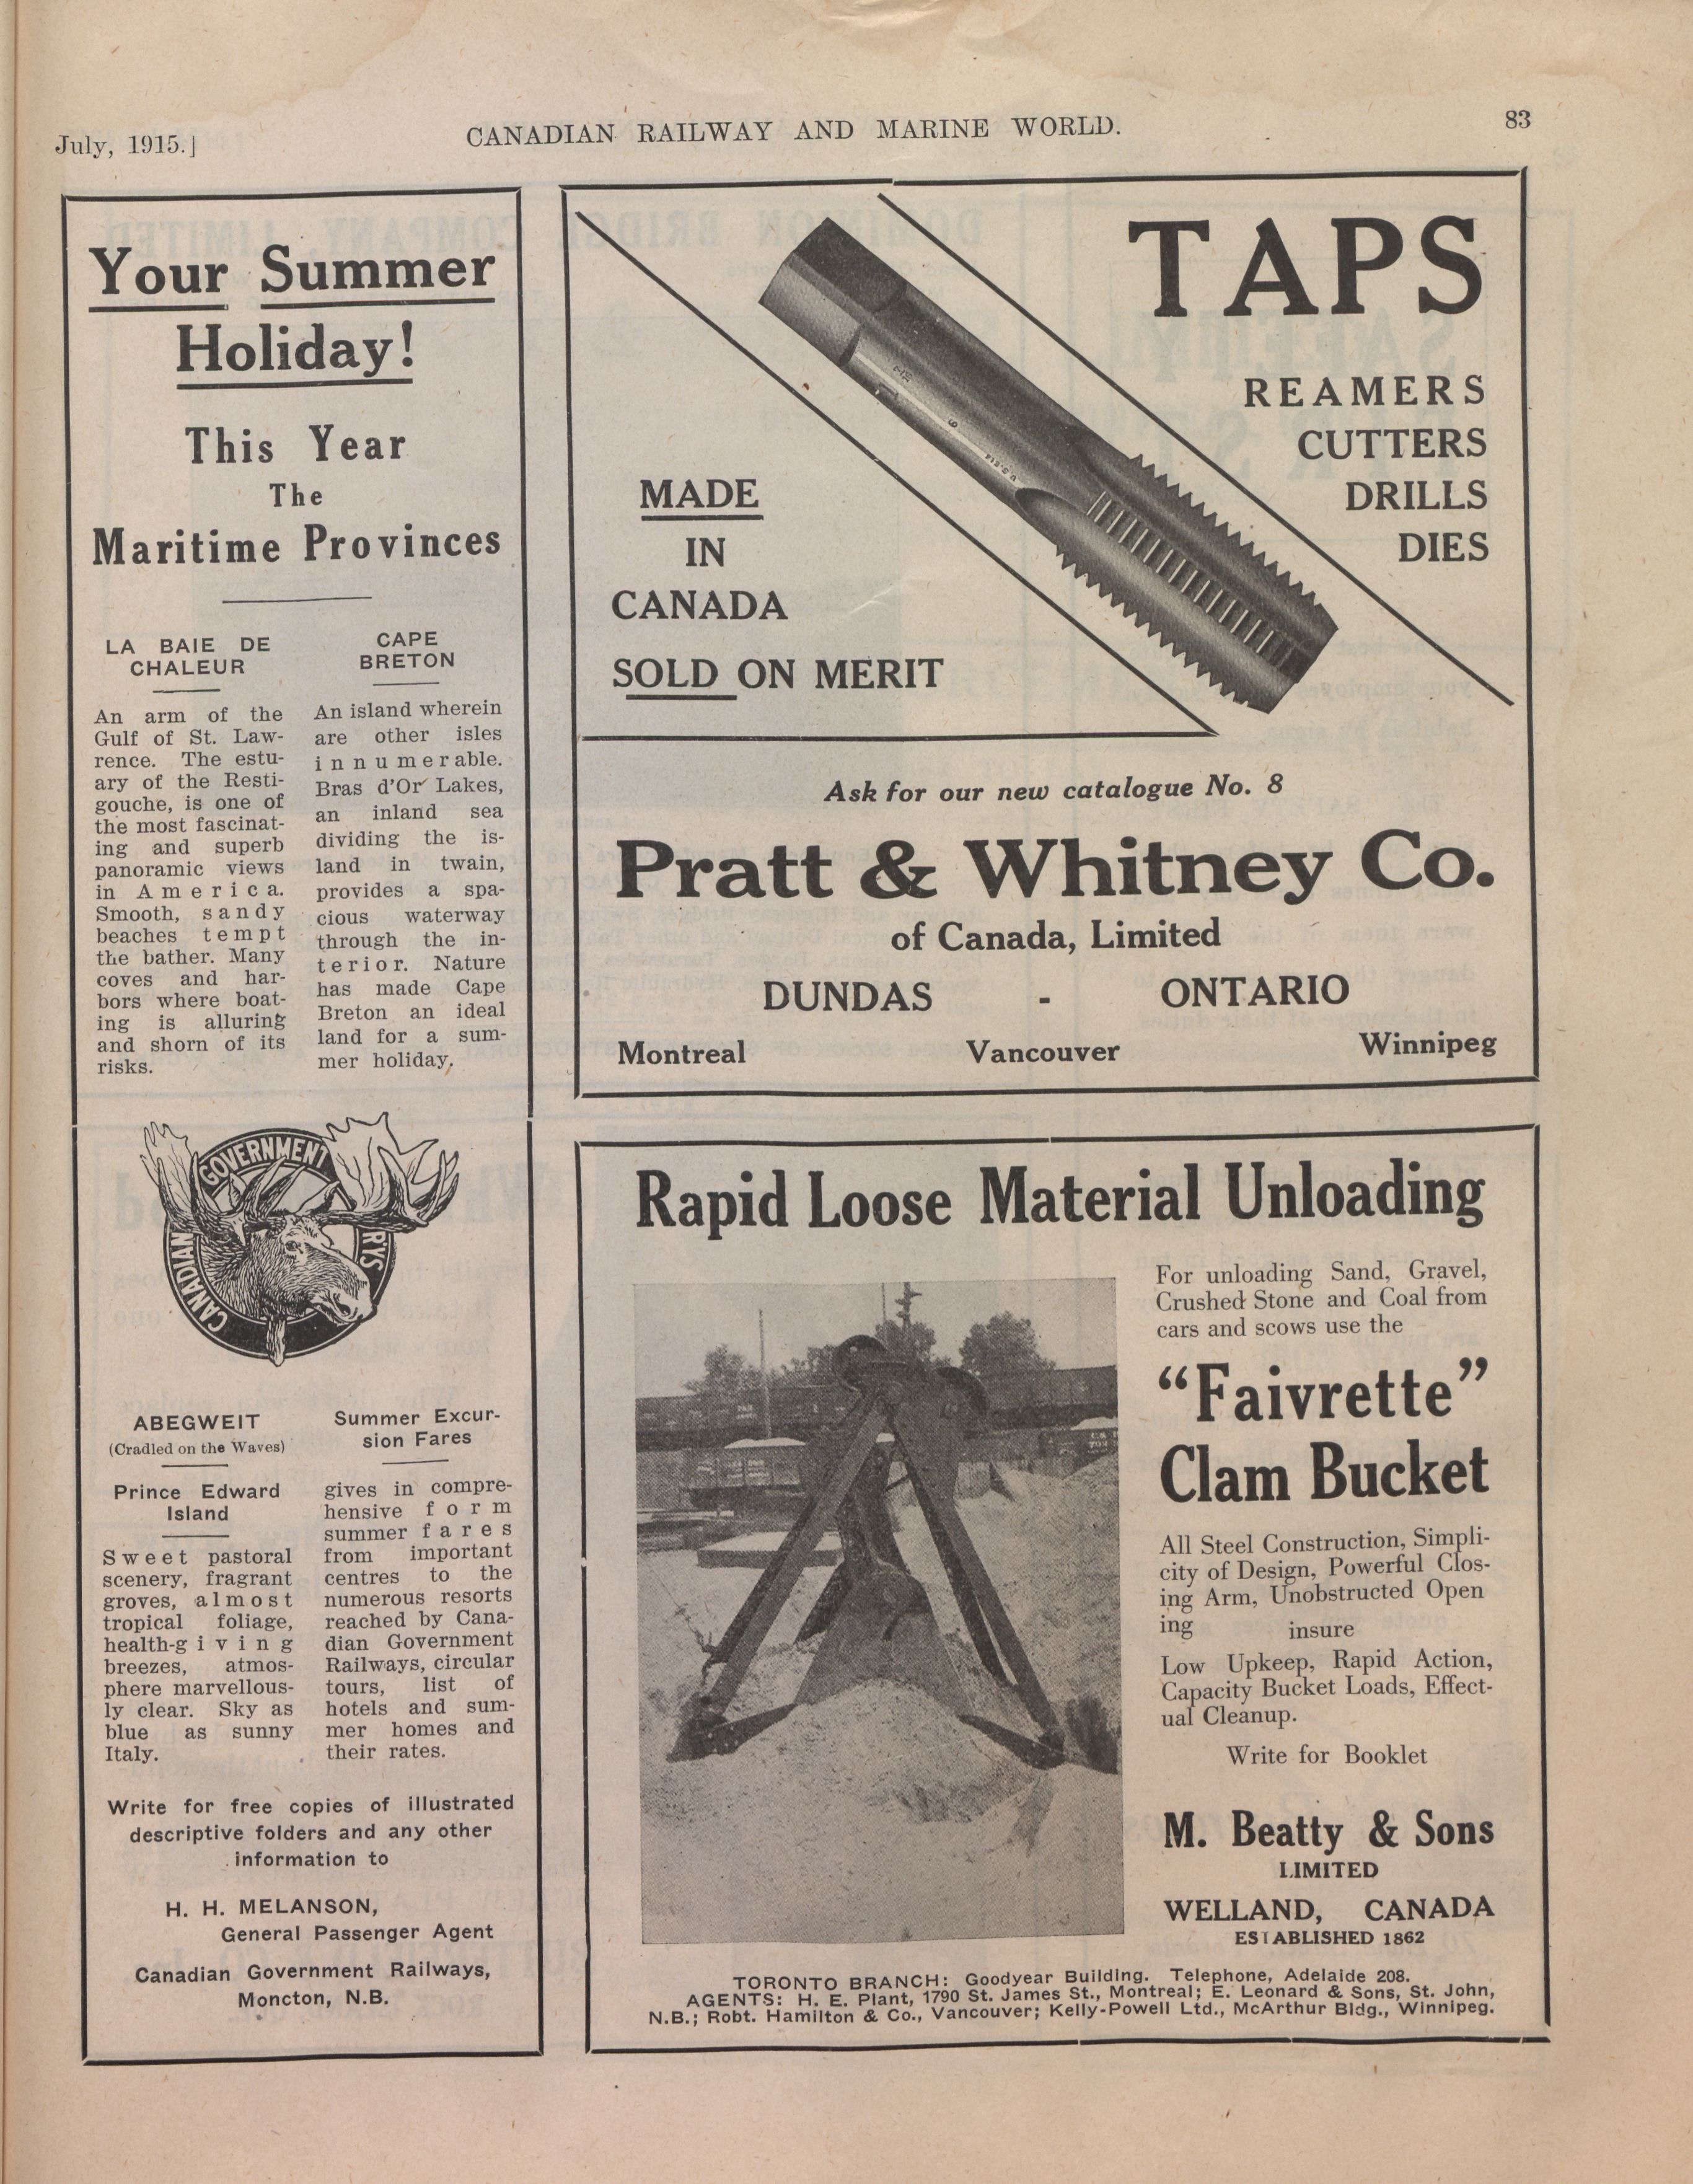 July, 1915.]
CANADIAN RAILWAY AND MARINE WORLD.
83
Your Summer
Holiday!
This Year
The
Maritime Provinces
LA BAIE DE
CHALEUR
An arm of the
Gulf of St. Law-
rence. The estu-
ary of the Resti-
gouche, is one of
the most fascinat-
ing and superb
panoramic views
in America.
Smooth, sandy
beaches tempt
the bather. Many
coves and har-
bors where boat-
ing is alluring
and shorn of its
risks.
CAPE
BRETON
An island wherein
are other isles
innumerable.
Bras d'Or Lakes,
an inland sea
dividing the is-
land in twain,
provides a spa-
cious waterway
through the in-
terior. Nature
has made Cape
Breton an ideal
land for a sum-
mer holiday.
CANADIAN GOVERNMENT RYS
ABEGWEIT
(Cradled on the Waves)
Prince Edward
Island
Sweet pastoral
scenery, fragrant
groves, almost
tropical foliage,
health-giving
breezes, atmos-
phere marvellous-
ly clear. Sky as
blue as sunny
Italy.
Summer Excur-
sion Fares
gives in compre-
hensive form
summer fares
from important
centres to the
numerous resorts
reached by Cana-
dian Government
Railways, circular
tours, list of
hotels and sum-
mer homes and
their rates.
Write for free copies of illustrated
descriptive folders and any other
information to
H. H. MELANSON,
General Passenger Agent
Canadian Government Railways,
Moncton, N.B.
TAPS
REAMERS
CUTTERS
DRILLS
DIES
MADE
IN
CANADA
SOLD ON MERIT
Ask for our new catalogue No. 8
Pratt & Whitney Co.
of Canada, Limited
DUNDAS - ONTARIO
Montreal Vancouver Winnipeg
Rapid Loose Material Unloading
For unloading Sand, Gravel,
Crushed Stone and Coal from
cars and scows use the
"Faivrette"
Clam Bucket
All Steel Construction, Simpli-
city of Design, Powerful Clos-
ing Arm, Unobstructed Open
ing insure
Low Upkeep, Rapid Action,
Capacity Bucket Loads, Effect-
ual Cleanup.
Write for Booklet
M. Beatty & Sons
LIMITED
WELLAND, CANADA
ESTABLISHED 1862
TORONTO BRANCH: Goodyear Building. Telephone, Adelaide 208.
AGENTS: H. E. Plant, 1790 St. James St., Montreal; E. Leonard & Sons, St. John,
N.B.; Robt. Hamilton & Co., Vancouver; Kelly-Powell Ltd., McArthur Bldg., Winnipeg.